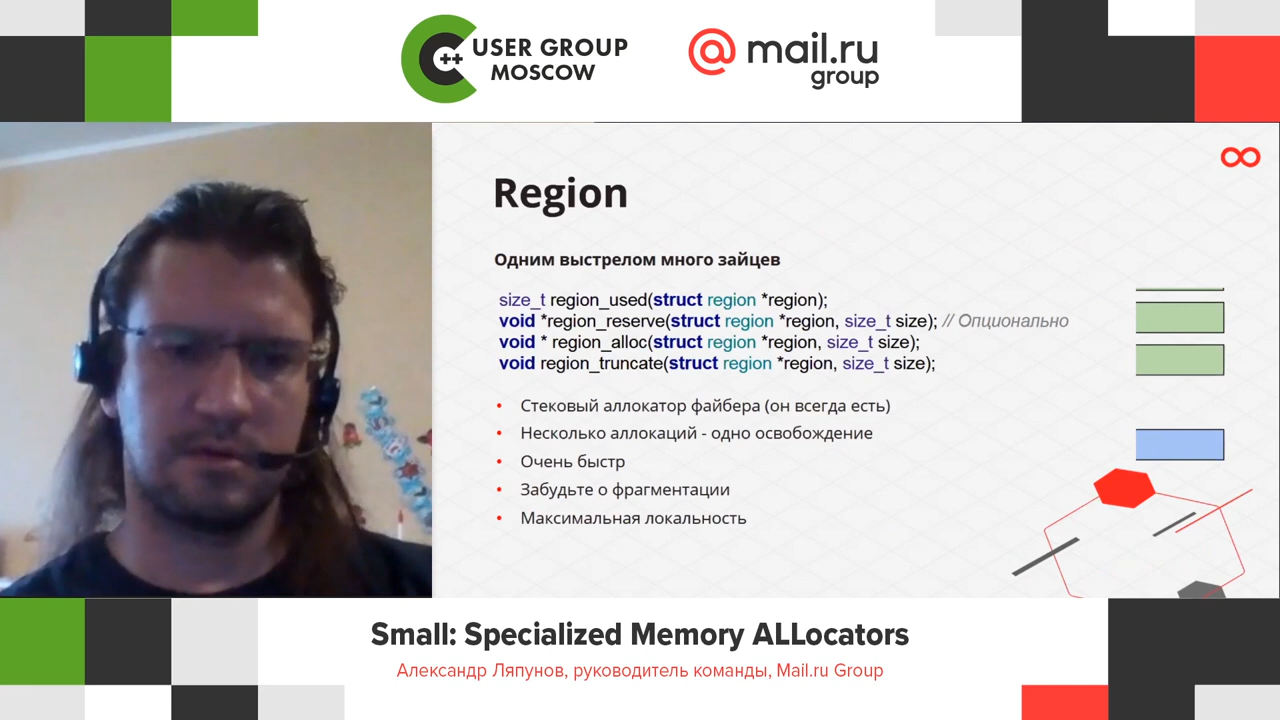 C++ USER GROUP
MOSCOW
@mail.ru
group
Region
Одним выстрелом много зайцев
size_t region_used(struct region *region);
void *region_reserve(struct region *region, size_t size); // Опционально
void * region_alloc(struct region *region, size_t size);
void region_truncate(struct region *region, size_t size);
• Стековый аллокатор файбера (он всегда есть)
• Несколько аллокаций - одно освобождение
• Очень быстр
• Забудьте о фрагментации
• Максимальная локальность
Small: Specialized Memory ALLocators
Александр Ляпунов, руководитель команды, Mail.ru Group